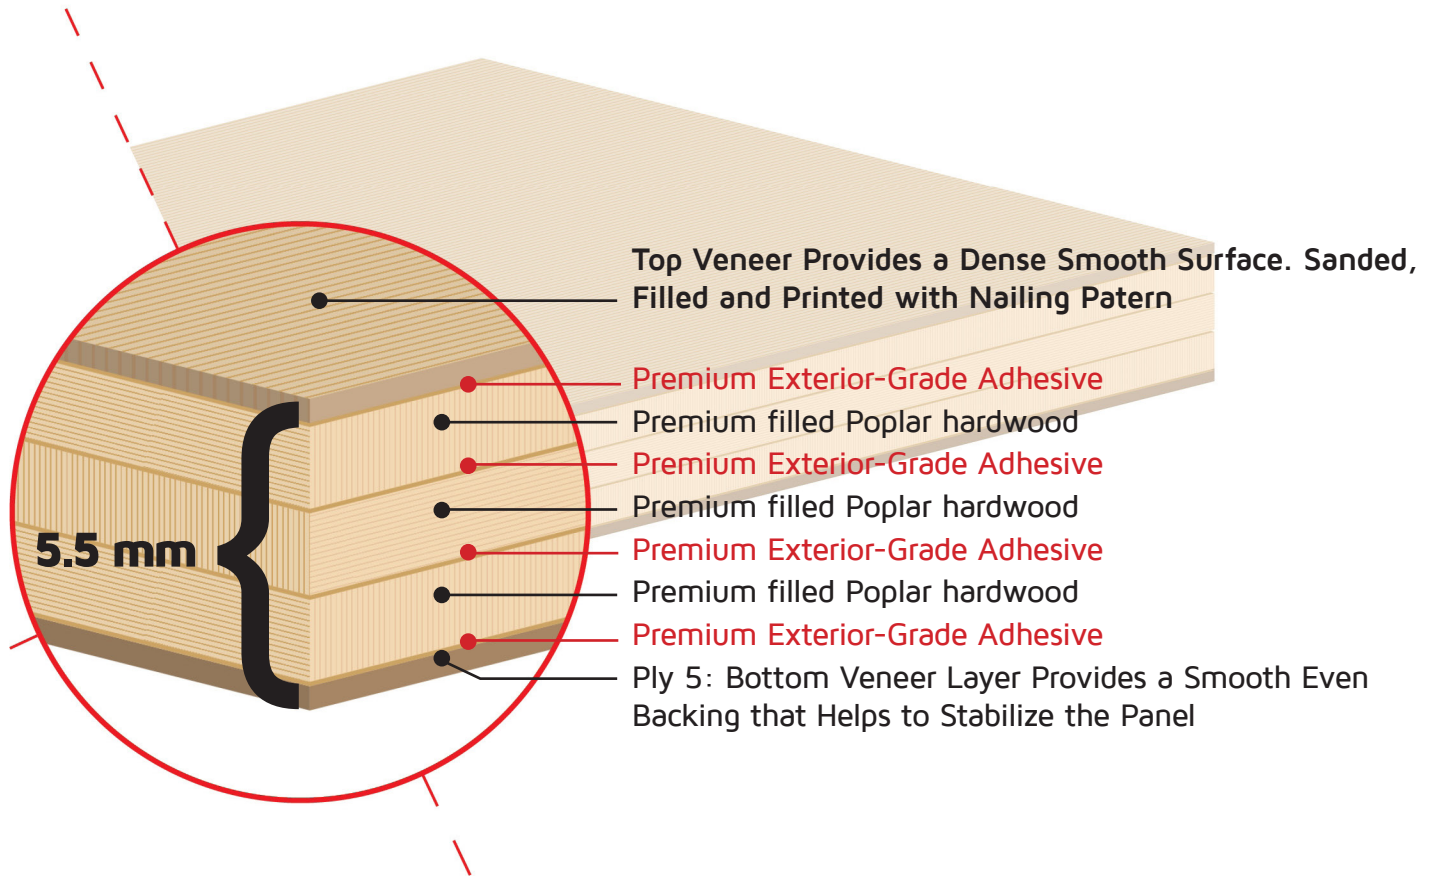 Top Veneer Provides a Dense Smooth Surface. Sanded,
Filled and Printed with Nailing Patern
Premium Exterior-Grade Adhesive
Premium filled Poplar hardwood
Premium Exterior-Grade Adhesive
Premium filled Poplar hardwood
5.5 mm
Premium Exterior-Grade Adhesive
Premium filled Poplar hardwood
Premium Exterior-Grade Adhesive
Ply 5: Bottom Veneer Layer Provides a Smooth Even
Backing that Helps to Stabilize the Panel